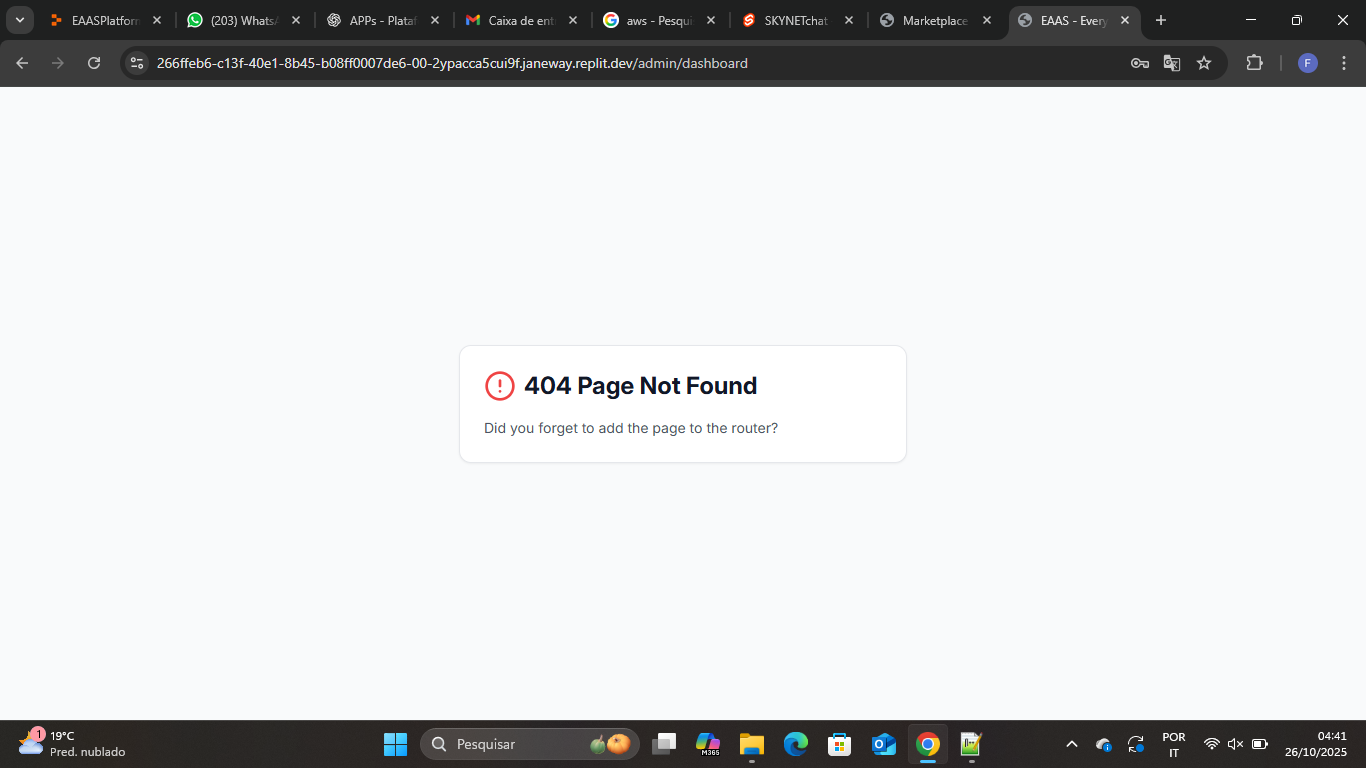 EAASPlatform
(203) WhatsA
APPs - Plataf
Caixa de ent
aws - Pesqui
SKYNETchat
Marketplace
EAAS - Every
266ffeb6-c13f-40e1-8b45-b08ff0007de6-00-2ypacca5cui9f.janeway.replit.dev/admin/dashboard
F
404 Page Not Found
Did you forget to add the page to the router?
1
19°C
Pred. nublado
Pesquisar
M365
POR
IT
04:41
26/10/2025